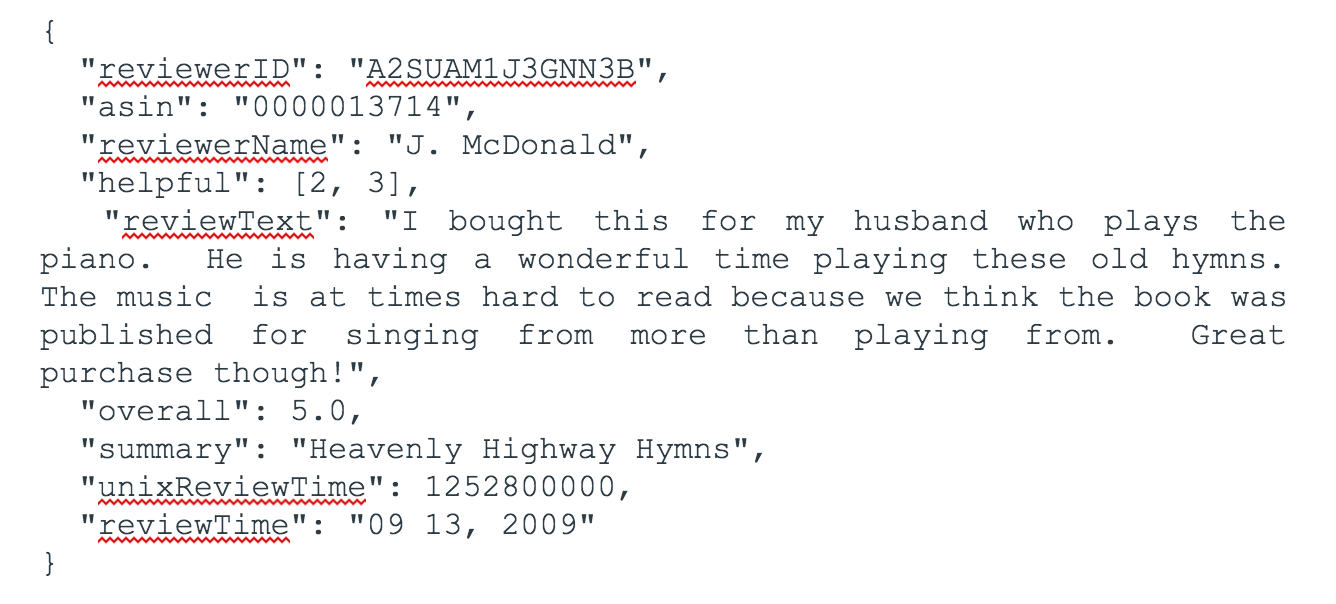 {
"reviewerID": "A2SUAM1J3GNN3B",
"asin": "0000013714",
"reviewerName": "J. McDonald",
"helpful": [2, 3],
"reviewText": "I bought this for my husband who plays the
piano.  He is having a wonderful time playing these old hymns.
The music  is at times hard to read because we think the book was
published for singing from more than playing from.  Great
purchase though!",
"overall": 5.0,
"summary": "Heavenly Highway Hymns",
"unixReviewTime": 1252800000,
"reviewTime": "09 13, 2009"
}